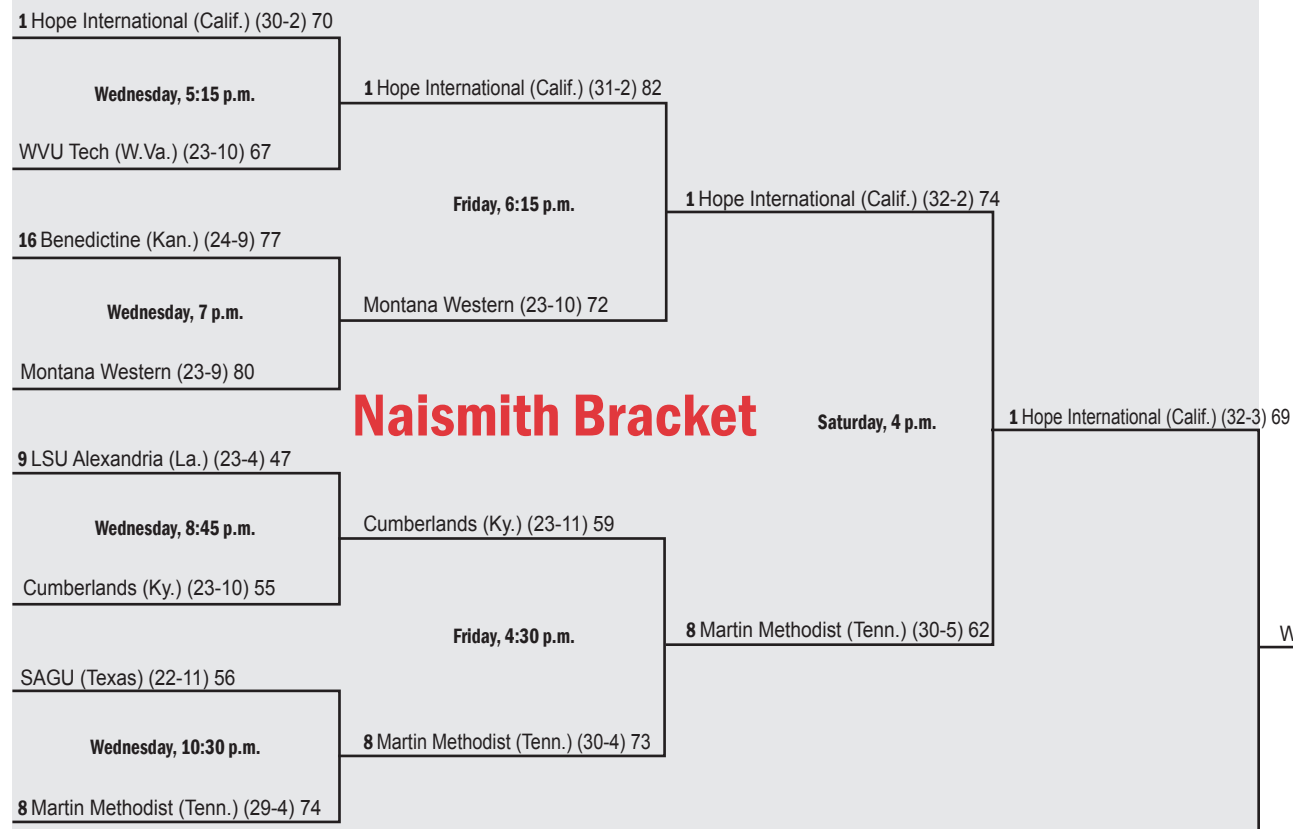 1 Hope International (Calif.) (30-2) 70
Wednesday, 5:15 p.m.
WVU Tech (W.Va.) (23-10) 67
16 Benedictine (Kan.) (24-9) 77
Wednesday, 7 p.m.
Montana Western (23-9) 80
9 LSU Alexandria (La.) (23-4) 47
Wednesday, 8:45 p.m.
Cumberlands (Ky.) (23-10) 55
SAGU (Texas) (22-11) 56
Wednesday, 10:30 p.m.
8 Martin Methodist (Tenn.) (29-4) 74
1 Hope International (Calif.) (31-2) 82
Friday, 6:15 p.m.
Montana Western (23-10) 72
Naismith Bracket
Cumberlands (Ky.) (23-11) 59
Friday, 4:30 p.m.
8 Martin Methodist (Tenn.) (30-4) 73
1 Hope International (Calif.) (32-2) 74
Saturday, 4 p.m.
8 Martin Methodist (Tenn.) (30-5) 62
1 Hope International (Calif.) (32-3) 69